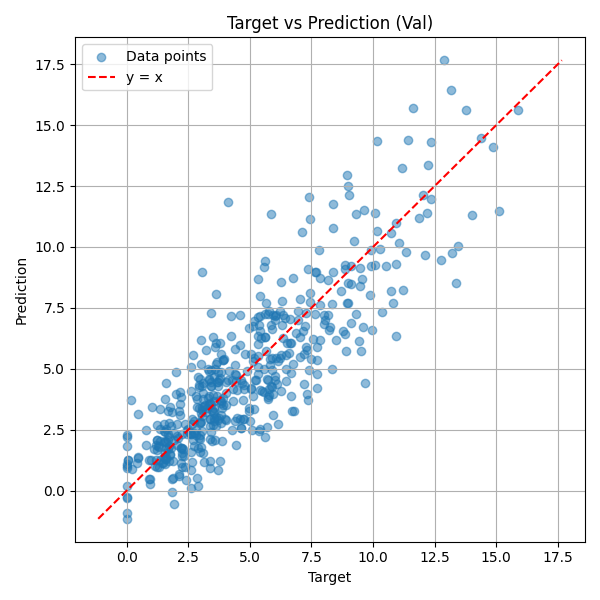 Target vs Prediction (Val)
Data points
y = x
17.5
15.0
12.5
10.0
7.5
5.0
2.5
0.0
Prediction
0.0 2.5 5.0 7.5 10.0 12.5 15.0 17.5
Target